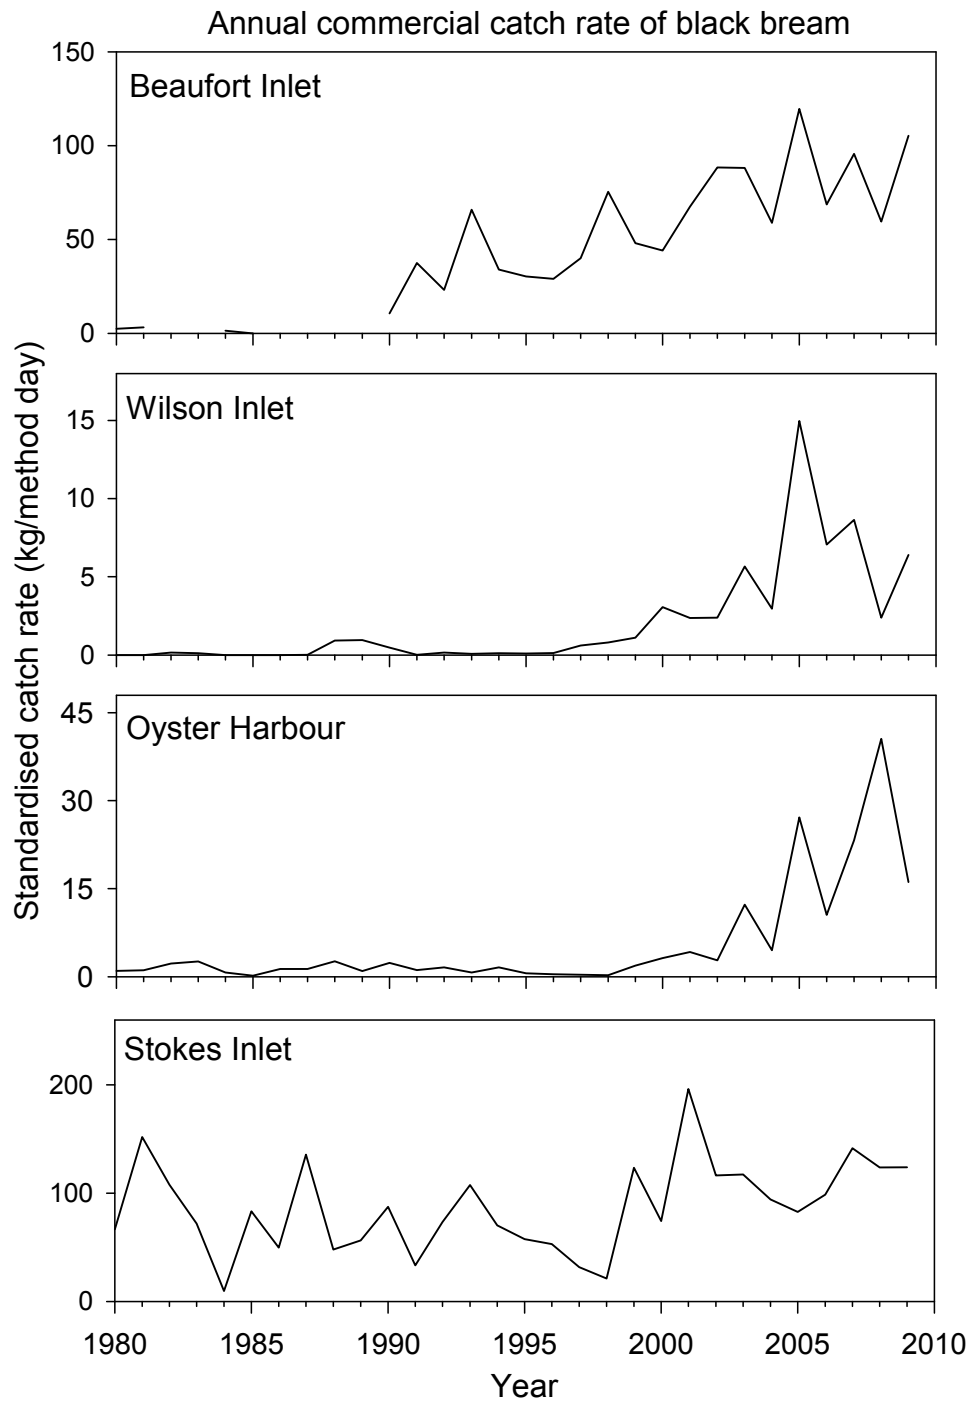 Annual commercial catch rate of black bream
Standardised catch rate (kg/method day)
150
100
50
0
Beaufort Inlet
15
10
5
0
Wilson Inlet
45
30
15
0
Oyster Harbour
200
100
0
Stokes Inlet
1980 1985 1990 1995 2000 2005 2010
Year